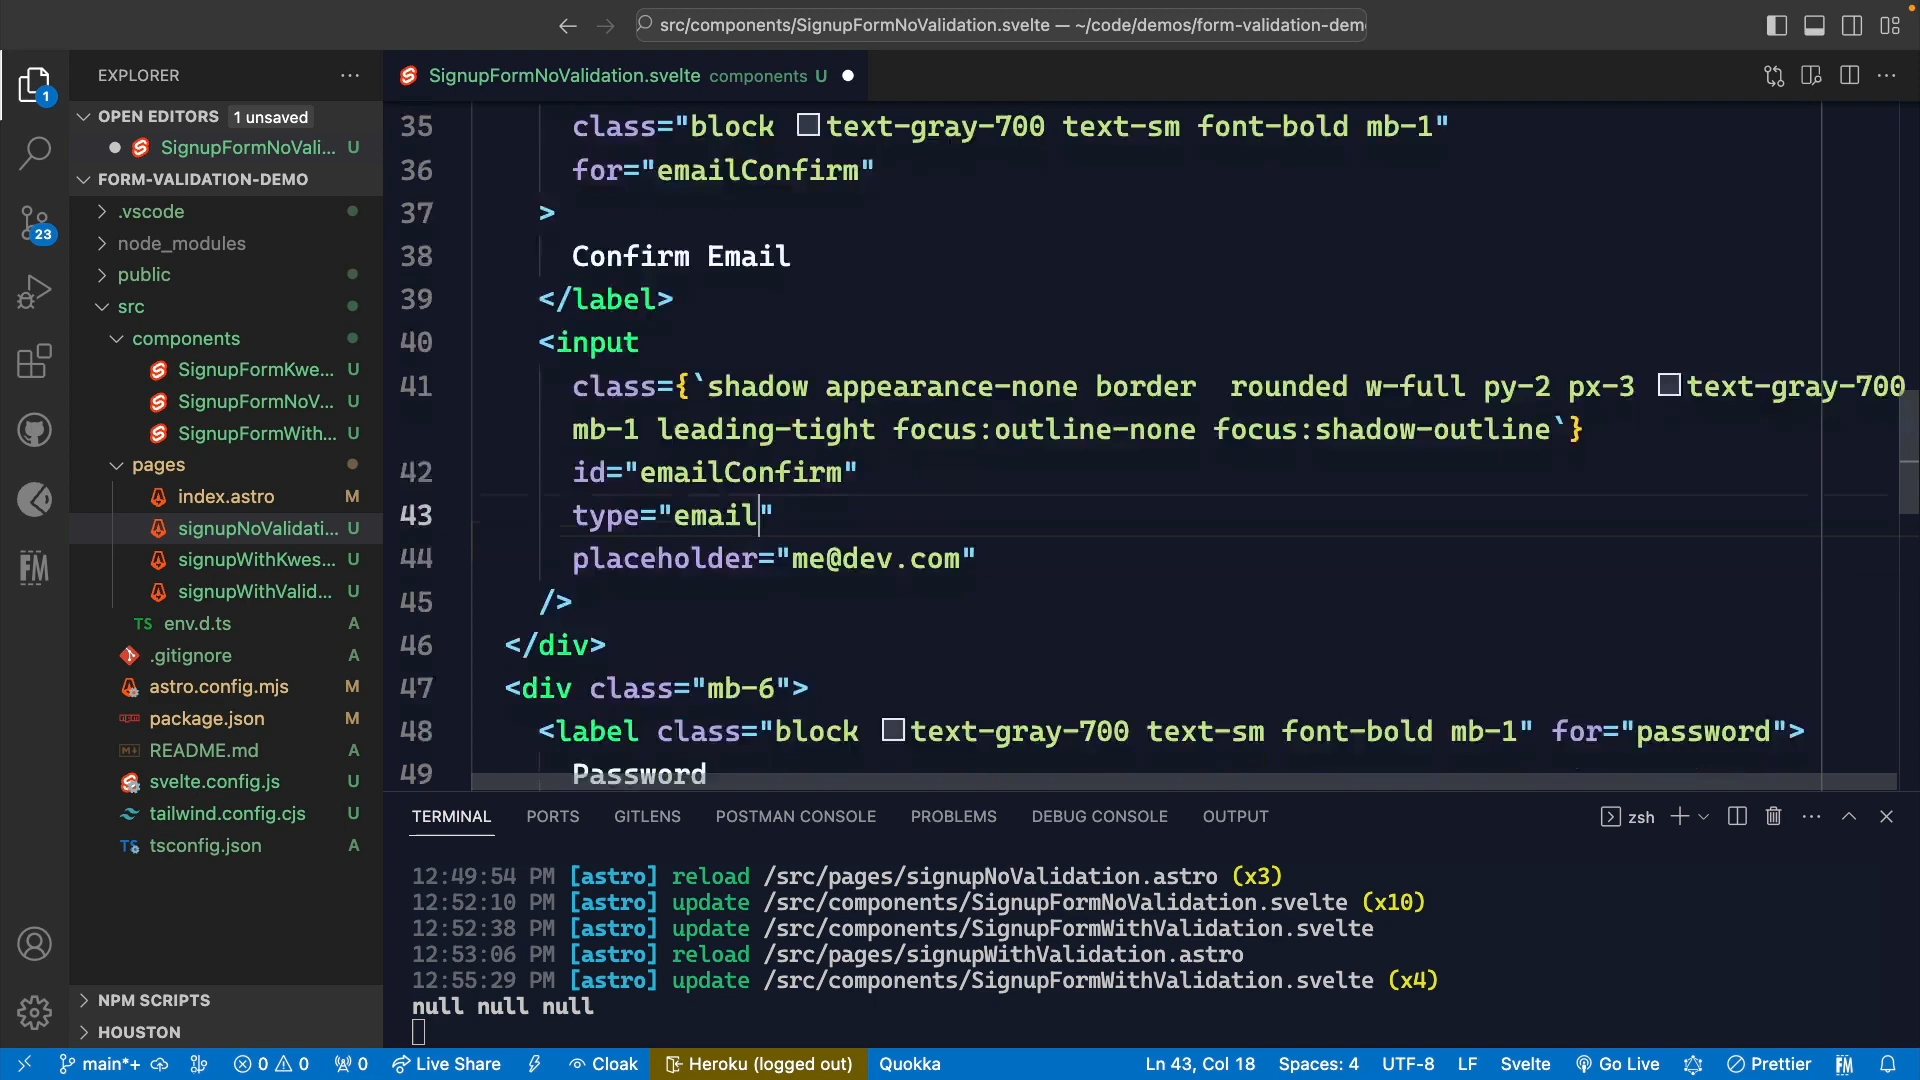 src/components/SignupFormNoValidation.svelte — ~/code/demos/form-validation-dem
EXPLORER
1
OPEN EDITORS 1 unsaved
SignupFormNoVali... U
FORM-VALIDATION-DEMO
.vscode
node_modules
public
src
components
SignupFormKwe... U
SignupFormNoV... U
SignupFormWith... U
pages
index.astro M
signupNoValidati... U
signupWithKwes... U
signupWithValid... U
TS env.d.ts A
.gitignore A
astro.config.mjs M
package.json M
README.md A
svelte.config.js U
tailwind.config.cjs U
TS tsconfig.json A
NPM SCRIPTS
HOUSTON
23
FM
SignupFormNoValidation.svelte components U
35 class="block text-gray-700 text-sm font-bold mb-1"
36 for="emailConfirm"
37 >
38 Confirm Email
39 </label>
40 <input
41 class={`shadow appearance-none border  rounded w-full py-2 px-3 text-gray-700
mb-1 leading-tight focus:outline-none focus:shadow-outline`}
42 id="emailConfirm"
43 type="email"
44 placeholder="me@dev.com"
45 />
46 </div>
47 <div class="mb-6">
48 <label class="block text-gray-700 text-sm font-bold mb-1" for="password">
49 Password
TERMINAL PORTS GITLENS POSTMAN CONSOLE PROBLEMS DEBUG CONSOLE OUTPUT zsh
12:49:54 PM [astro] reload /src/pages/signupNoValidation.astro (x3)
12:52:10 PM [astro] update /src/components/SignupFormNoValidation.svelte (x10)
12:52:38 PM [astro] update /src/components/SignupFormWithValidation.svelte
12:53:06 PM [astro] reload /src/pages/signupWithValidation.astro
12:55:29 PM [astro] update /src/components/SignupFormWithValidation.svelte (x4)
null null null
main*+ 0 0 0 Live Share Cloak Heroku (logged out) Quokka Ln 43, Col 18 Spaces: 4 UTF-8 LF Svelte Go Live Prettier FM